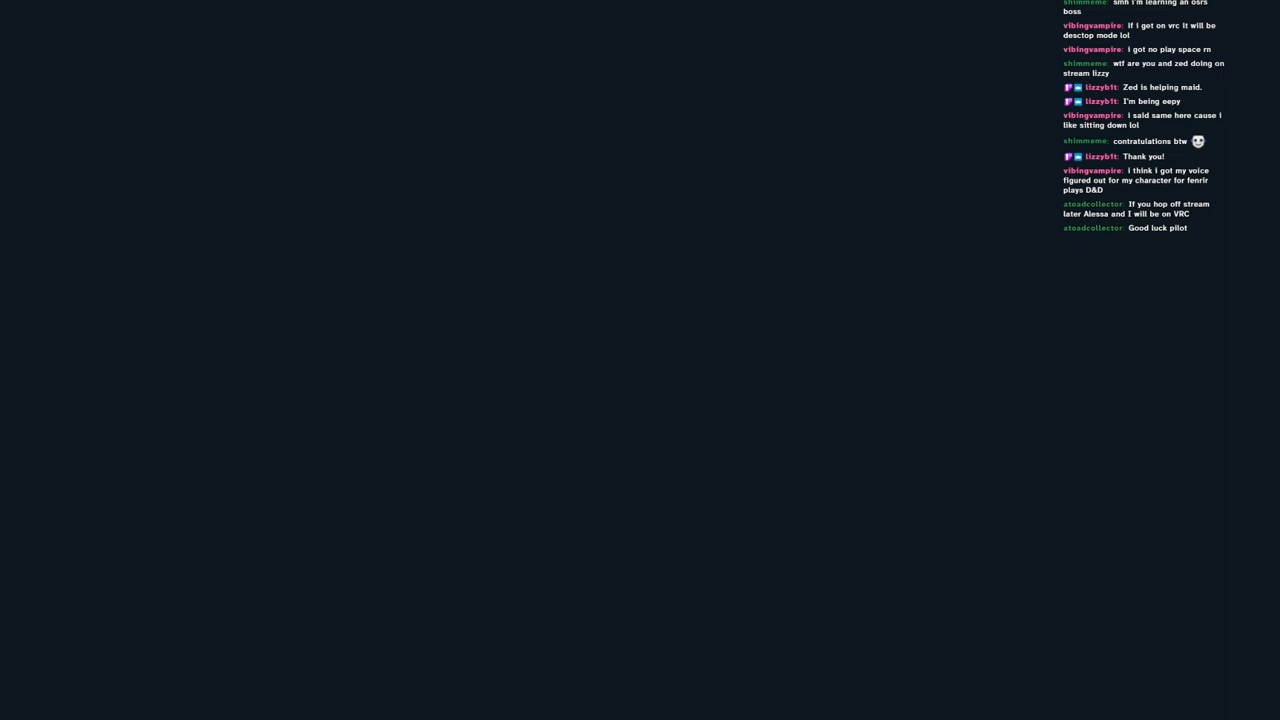 shimmeme: smh i'm learning an osrs
boss
vibingvampire: if i get on vrc it will be
desctop mode lol
vibingvampire: i got no play space rn
shimmeme: wtf are you and zed doing on
stream lizzy
lizzyb1t: Zed is helping maid.
lizzyb1t: I'm being eepy
vibingvampire: i said same here cause i
like sitting down lol
shimmeme: contratulations btw
lizzyb1t: Thank you!
vibingvampire: i think i got my voice
figured out for my character for fenrir
plays D&D
atoadcollector: If you hop off stream
later Alessa and I will be on VRC
atoadcollector: Good luck pilot